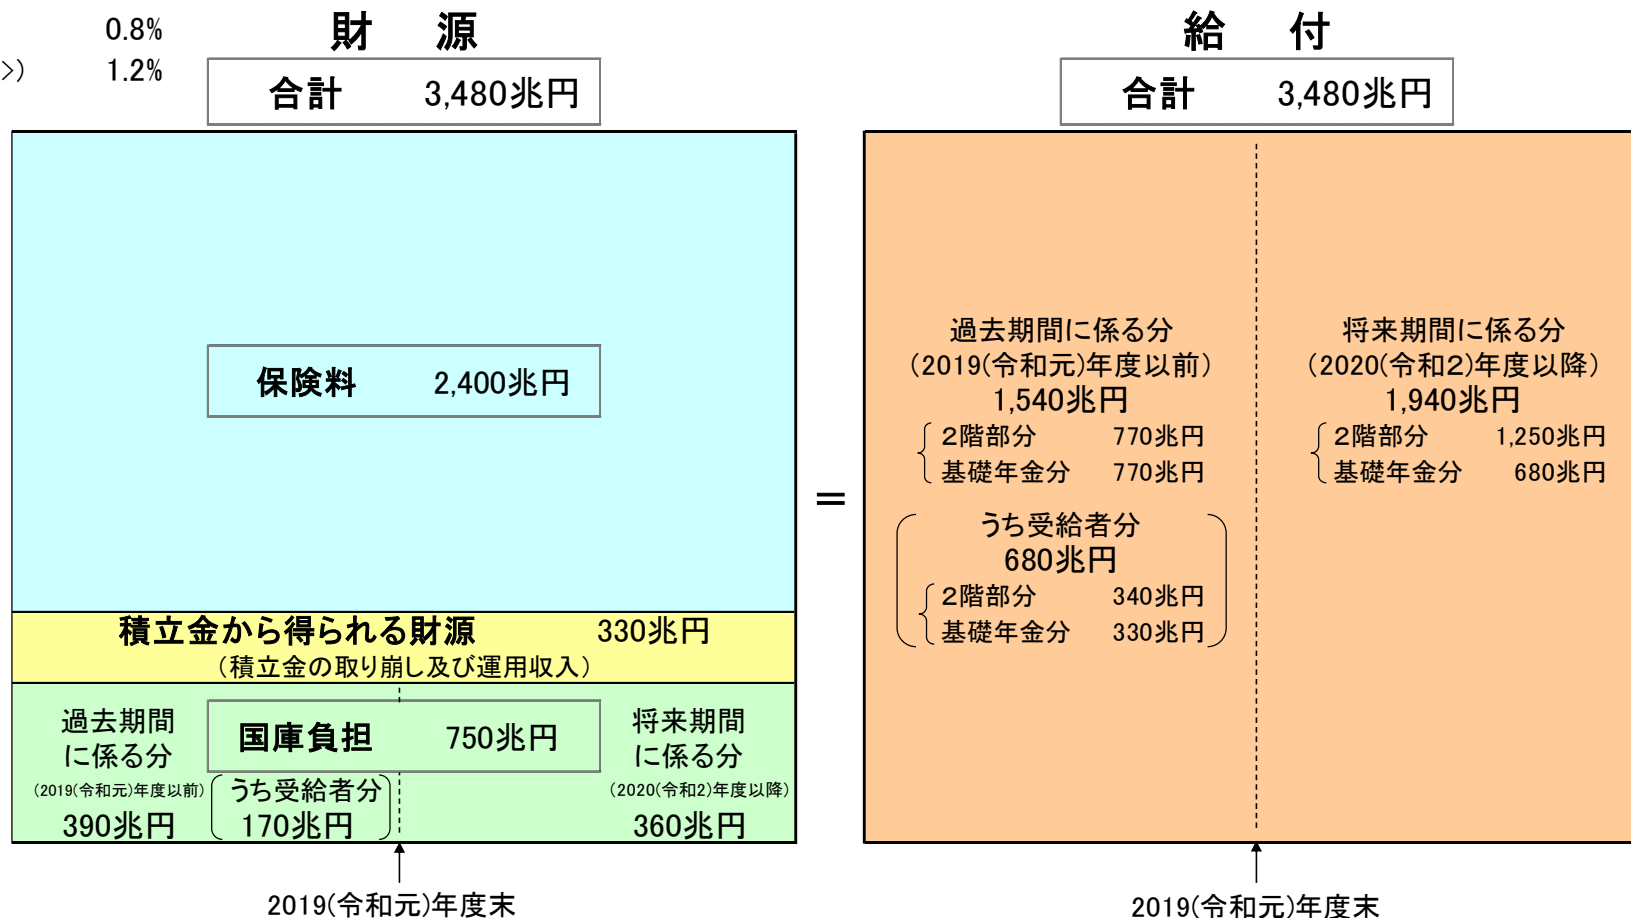 0.8%
>)　1.2%
財　源
合計　3,480兆円
保険料　2,400兆円
積立金から得られる財源　330兆円
（積立金の取り崩し及び運用収入）
過去期間
に係る分
(2019(令和元)年度以前)
390兆円
国庫負担　750兆円
うち受給者分
170兆円
将来期間
に係る分
(2020(令和2)年度以降)
360兆円
2019(令和元)年度末
＝
給　付
合計　3,480兆円
過去期間に係る分
（2019(令和元)年度以前）
1,540兆円
２階部分　770兆円
基礎年金分　770兆円
うち受給者分
680兆円
２階部分　340兆円
基礎年金分　330兆円
将来期間に係る分
（2020(令和２)年度以降）
1,940兆円
２階部分　1,250兆円
基礎年金分　680兆円
2019(令和元)年度末